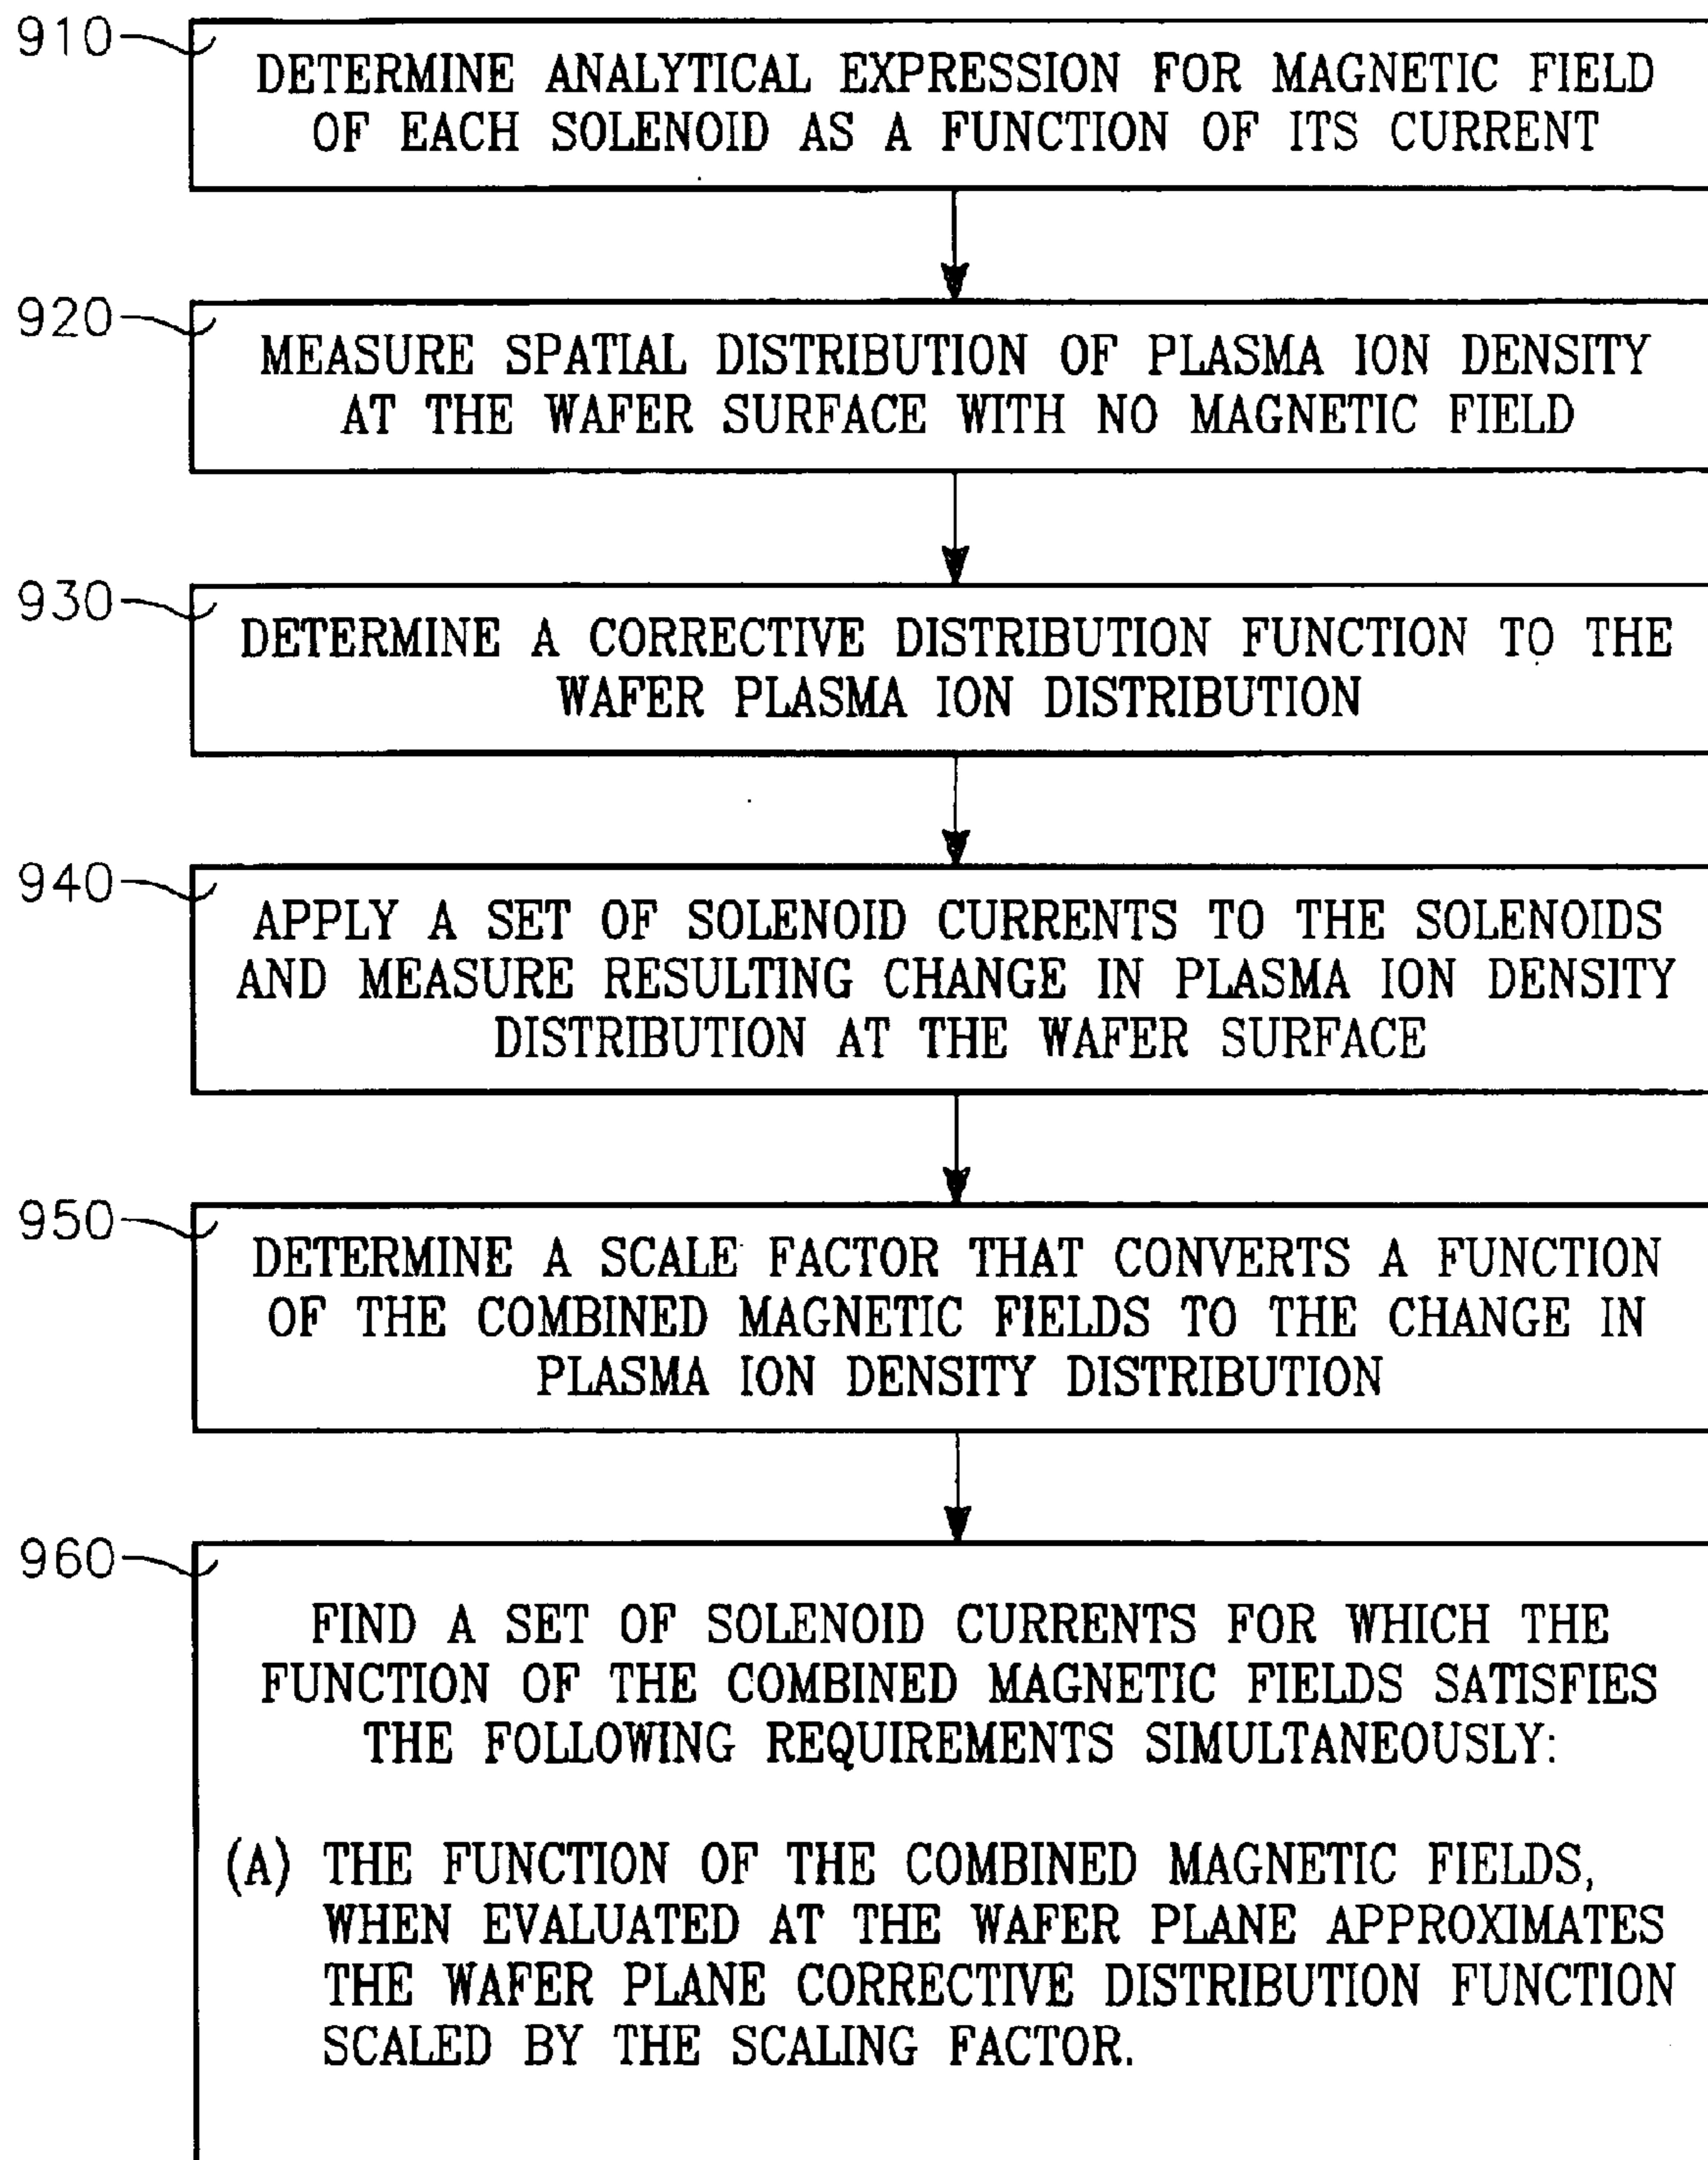 910
DETERMINE ANALYTICAL EXPRESSION FOR MAGNETIC FIELD
OF EACH SOLENOID AS A FUNCTION OF ITS CURRENT
920
MEASURE SPATIAL DISTRIBUTION OF PLASMA ION DENSITY
AT THE WAFER SURFACE WITH NO MAGNETIC FIELD
930
DETERMINE A CORRECTIVE DISTRIBUTION FUNCTION TO THE
WAFER PLASMA ION DISTRIBUTION
940
APPLY A SET OF SOLENOID CURRENTS TO THE SOLENOIDS
AND MEASURE RESULTING CHANGE IN PLASMA ION DENSITY
DISTRIBUTION AT THE WAFER SURFACE
950
DETERMINE A SCALE FACTOR THAT CONVERTS A FUNCTION
OF THE COMBINED MAGNETIC FIELDS TO THE CHANGE IN
PLASMA ION DENSITY DISTRIBUTION
960
FIND A SET OF SOLENOID CURRENTS FOR WHICH THE
FUNCTION OF THE COMBINED MAGNETIC FIELDS SATISFIES
THE FOLLOWING REQUIREMENTS SIMULTANEOUSLY:
(A) THE FUNCTION OF THE COMBINED MAGNETIC FIELDS,
WHEN EVALUATED AT THE WAFER PLANE APPROXIMATES
THE WAFER PLANE CORRECTIVE DISTRIBUTION FUNCTION
SCALED BY THE SCALING FACTOR.